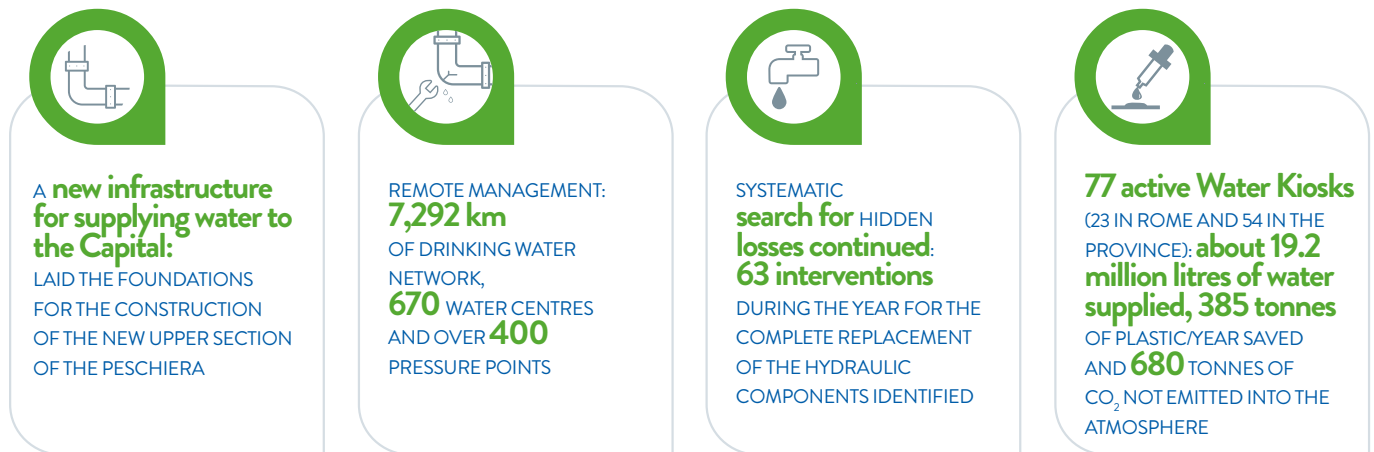 A new infrastructure
for supplying water to
the Capital:
LAID THE FOUNDATIONS
FOR THE CONSTRUCTION
OF THE NEW UPPER SECTION
OF THE PESCHIERA
REMOTE MANAGEMENT:
7,292 km
OF DRINKING WATER
NETWORK,
670 WATER CENTRES
AND OVER 400
PRESSURE POINTS
SYSTEMATIC
search for HIDDEN
losses continued:
63 interventions
DURING THE YEAR FOR THE
COMPLETE REPLACEMENT
OF THE HYDRAULIC
COMPONENTS IDENTIFIED
77 active Water Kiosks
(23 IN ROME AND 54 IN THE
PROVINCE): about 19.2
million litres of water
supplied, 385 tonnes
OF PLASTIC/YEAR SAVED
AND 680 TONNES OF
CO2 NOT EMITTED INTO THE
ATMOSPHERE